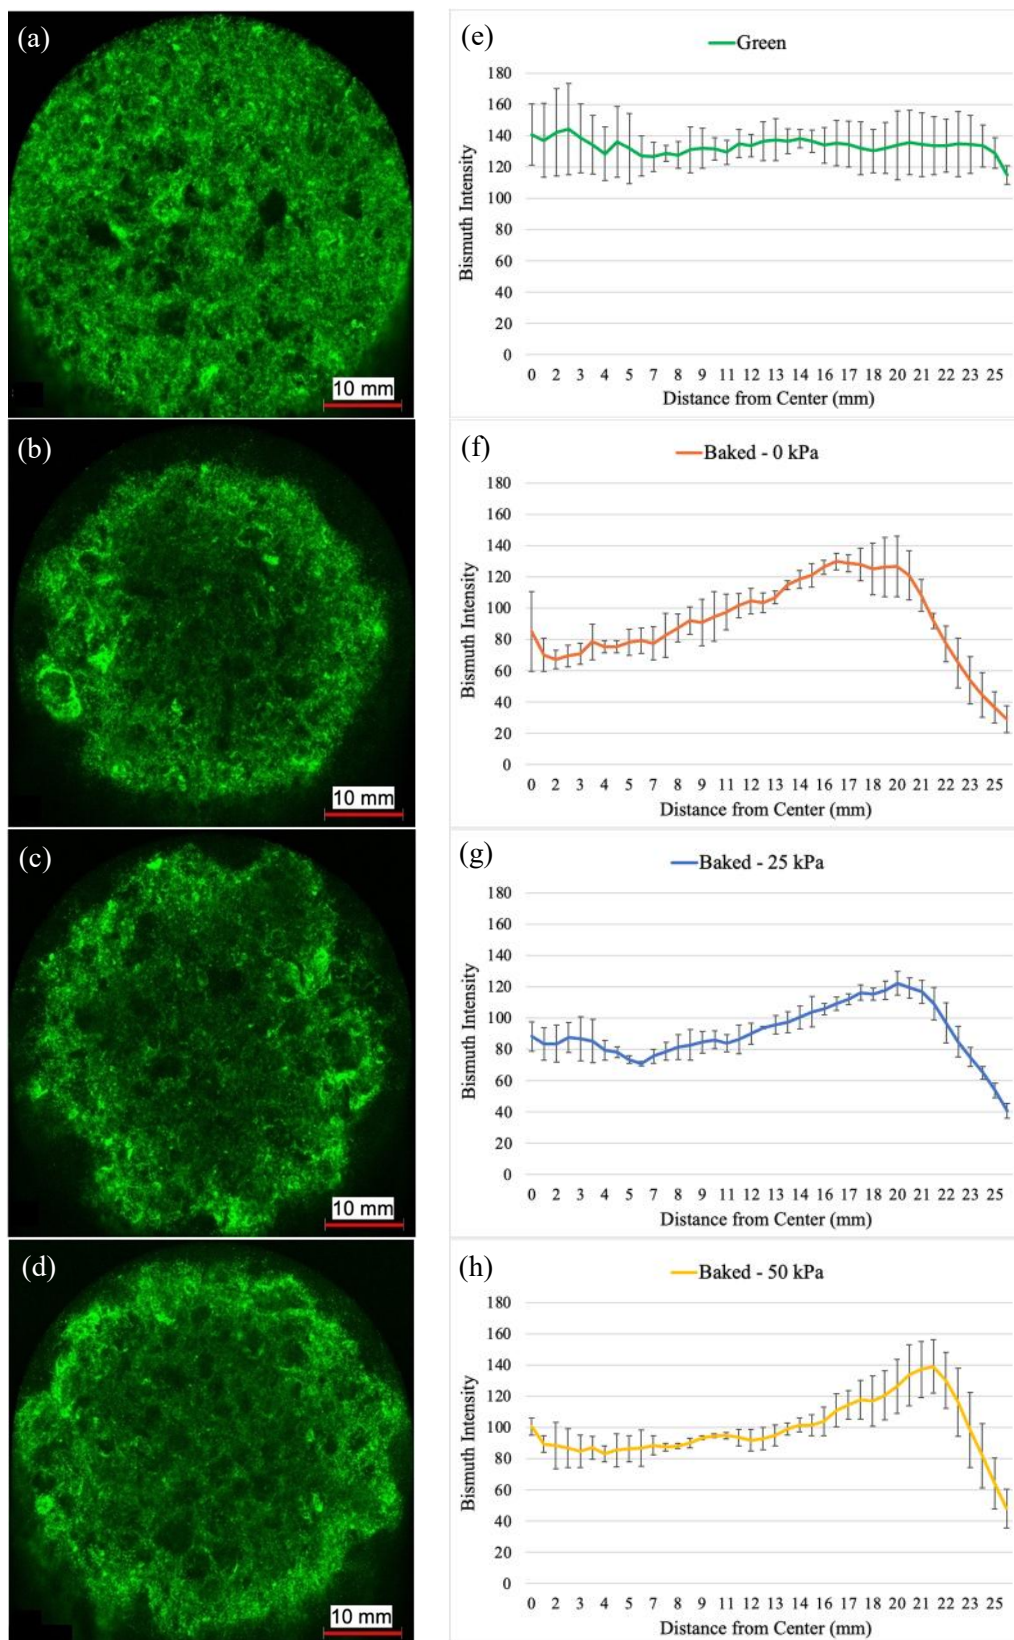 (a)
10 mm
(b)
10 mm
(c)
10 mm
(d)
10 mm
(e)
Green
Bismuth Intensity
180
160
140
120
100
80
60
40
20
0
0 2 3 4 5 7 8 9 11 12 13 14 16 17 18 20 21 22 23 25
Distance from Center (mm)
(f)
Baked - 0 kPa
Bismuth Intensity
180
160
140
120
100
80
60
40
20
0
0 2 3 4 5 7 8 9 11 12 13 14 16 17 18 20 21 22 23 25
Distance from Center (mm)
(g)
Baked - 25 kPa
Bismuth Intensity
180
160
140
120
100
80
60
40
20
0
0 2 3 4 5 7 8 9 11 12 13 14 16 17 18 20 21 22 23 25
Distance from Center (mm)
(h)
Baked - 50 kPa
Bismuth Intensity
180
160
140
120
100
80
60
40
20
0
0 2 3 4 5 7 8 9 11 12 13 14 16 17 18 20 21 22 23 25
Distance from Center (mm)